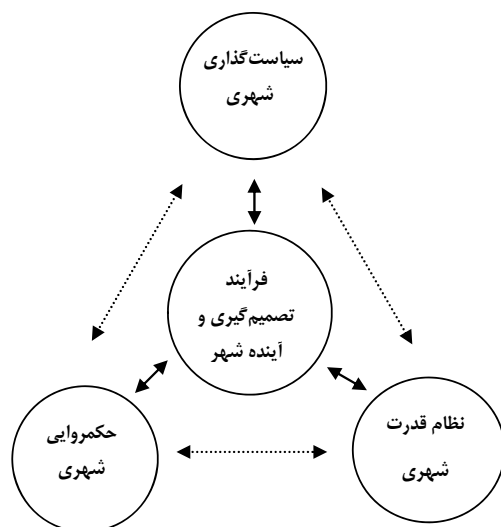 سیاست‌گذاری
شهری
فرآیند
تصمیم‌گیری و
آینده شهر
حکمروایی
شهری
نظام قدرت
شهری